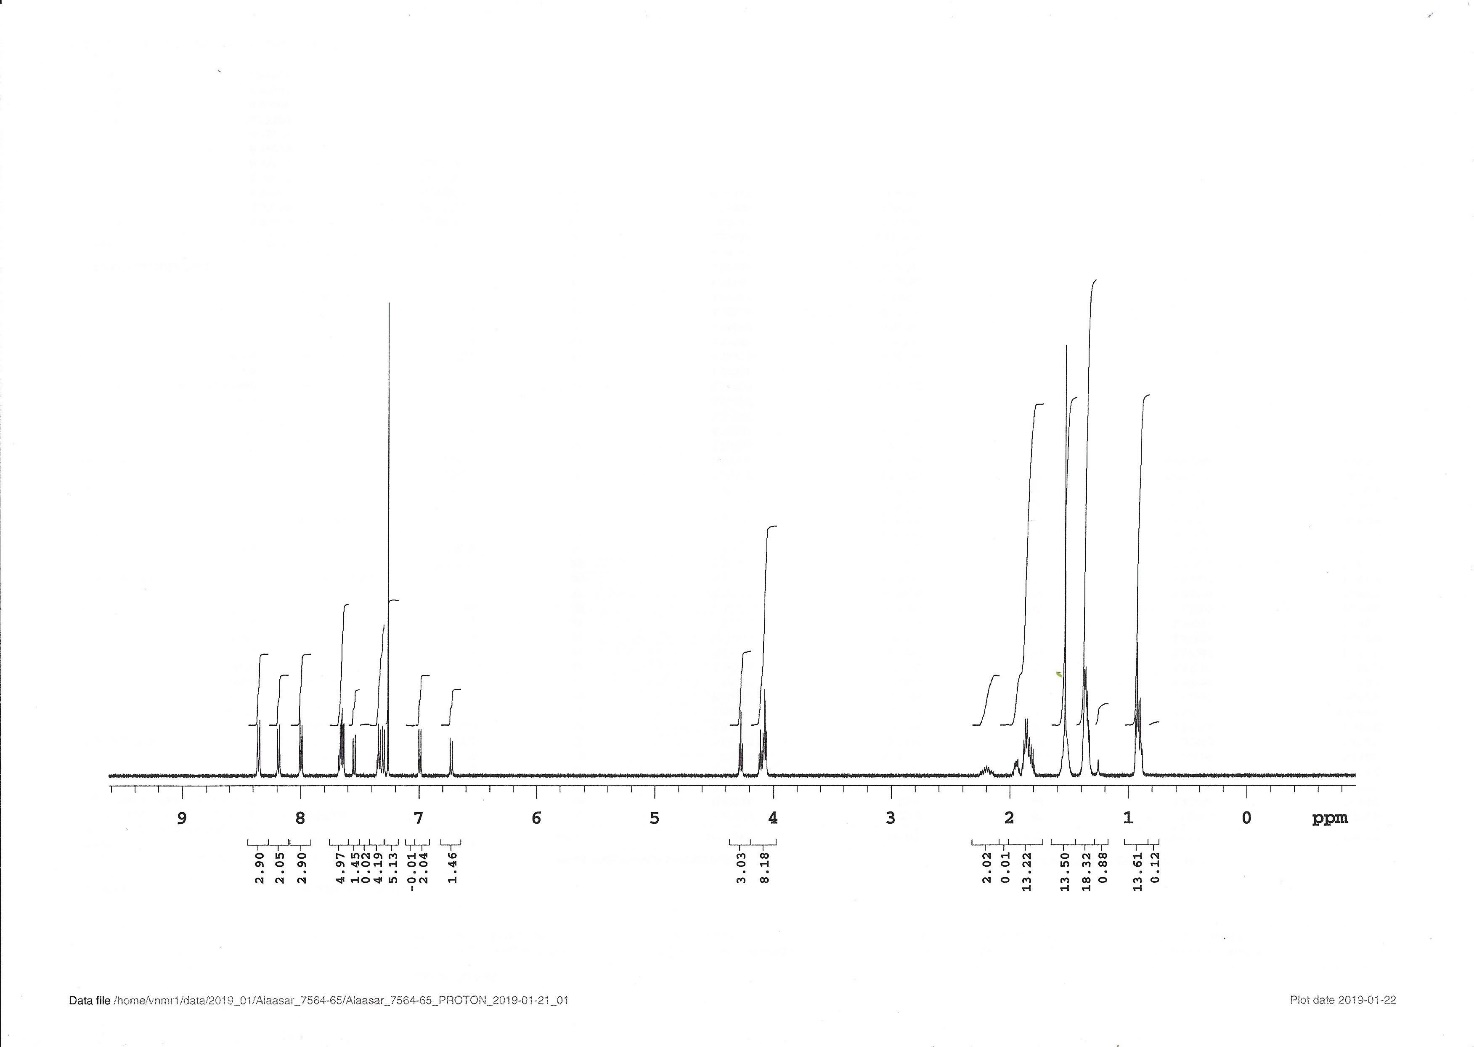 9 8 7 6 5 4 3 2 1 0 ppm
2.90 2.05 2.90 4.97 1.45 0.02 4.19 5.13 -0.01 2.04 1.46 3.03 8.18 2.02 0.01 13.22 13.50 18.32 0.88 13.61 0.12
Data file /home/vnmr1/data/2019_01/Alaasar_7564-65/Alaasar_7564-65_PROTON_2019-01-21_01
Plot date 2019-01-22